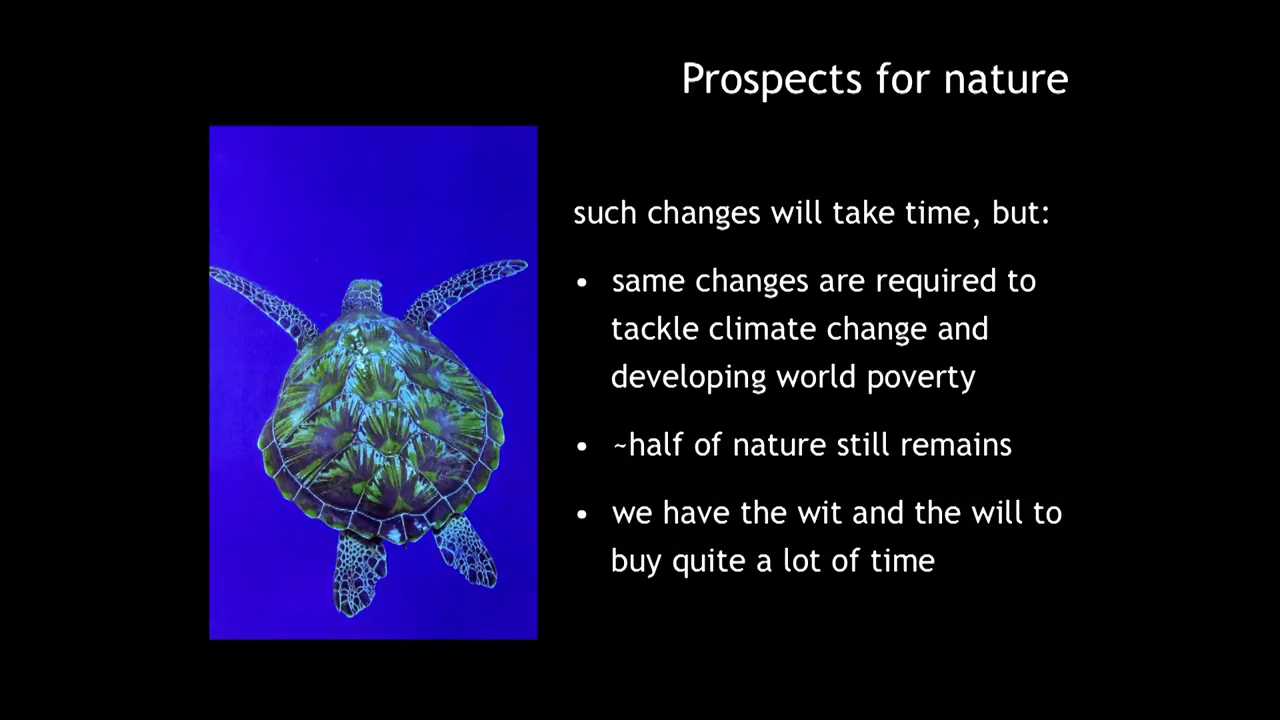 Prospects for nature
such changes will take time, but:
• same changes are required to
tackle climate change and
developing world poverty
• ~half of nature still remains
• we have the wit and the will to
buy quite a lot of time